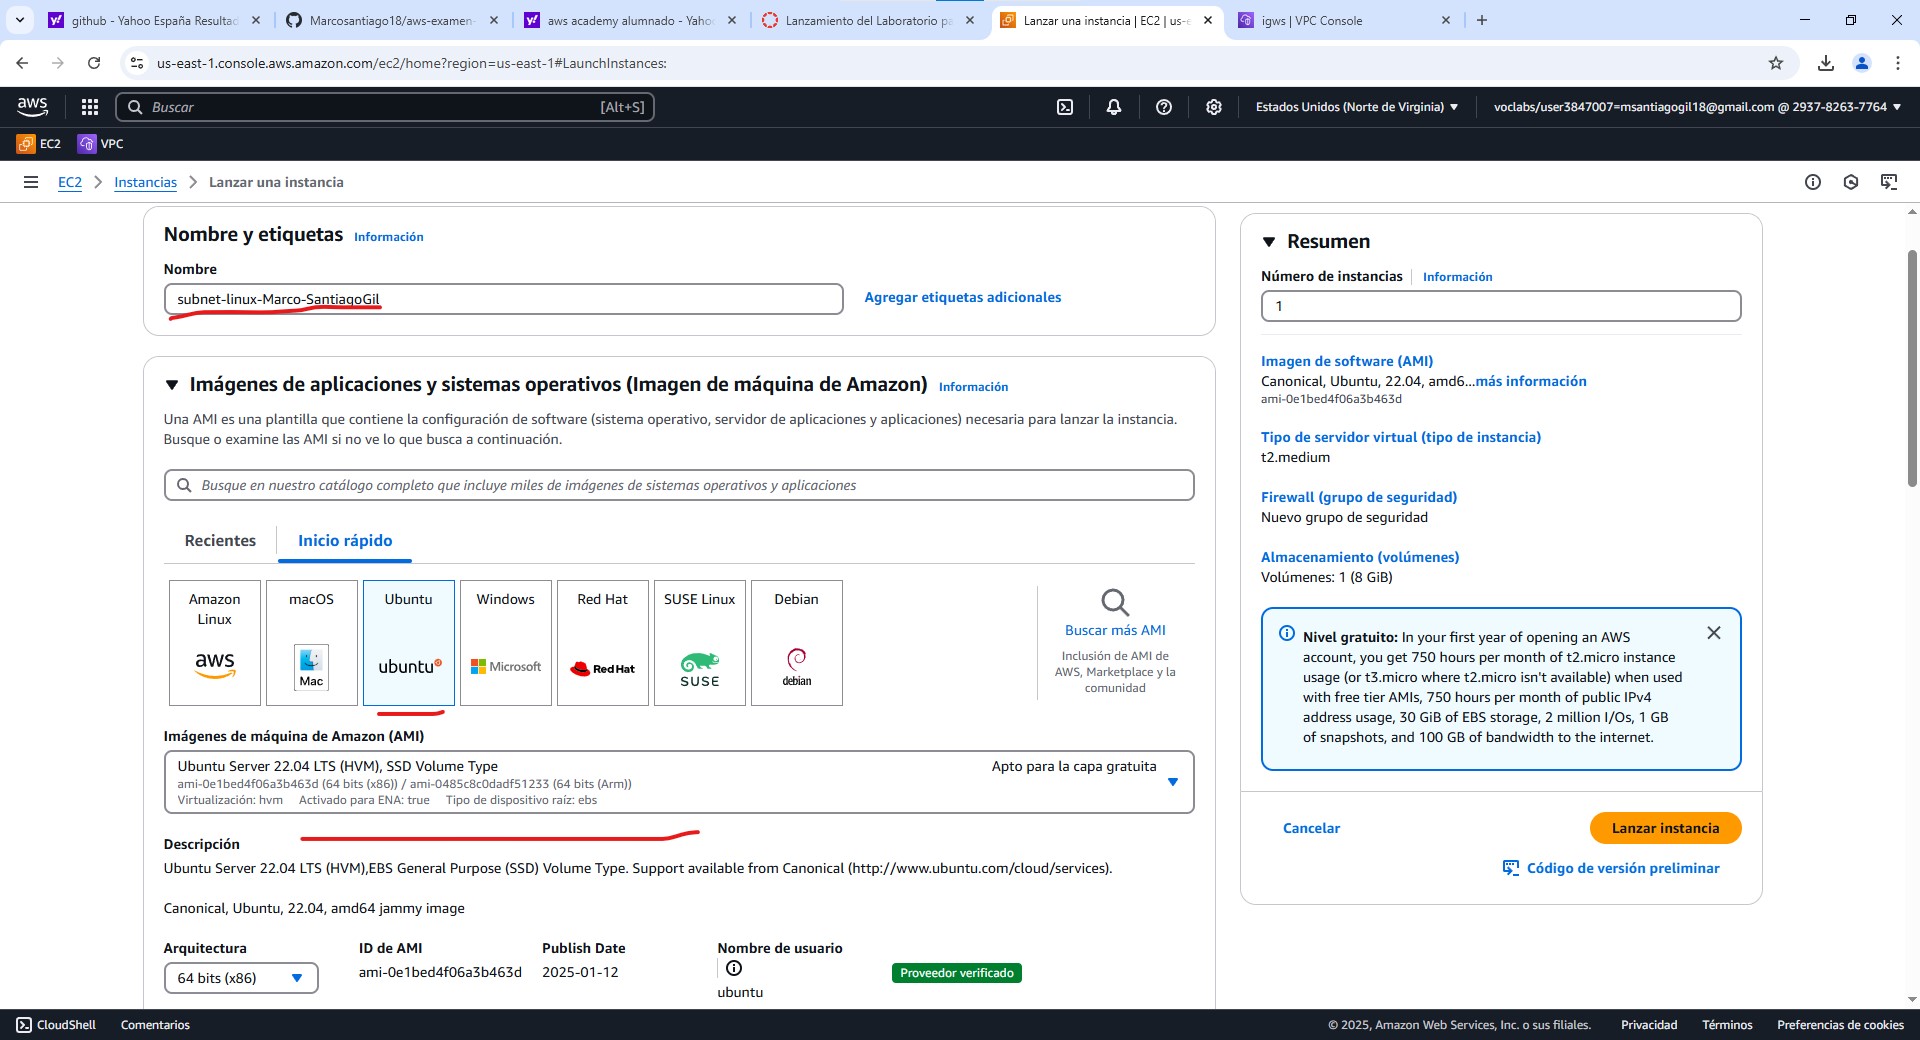 github - Yahoo España Resultad
Marcosantiago18/aws-examen-
aws academy alumnado - Yahoo
Lanzamiento del Laboratorio pa
Lanzar una instancia | EC2 | us-e
igws | VPC Console
us-east-1.console.aws.amazon.com/ec2/home?region=us-east-1#LaunchInstances:
aws
Buscar
[Alt+S]
Estados Unidos (Norte de Virginia)
voclabs/user3847007=msantiagogil18@gmail.com @ 2937-8263-7764
EC2
VPC
EC2
Instancias
Lanzar una instancia
Nombre y etiquetas Información
Nombre
subnet-linux-Marco-SantiagoGil
Agregar etiquetas adicionales
Imágenes de aplicaciones y sistemas operativos (Imagen de máquina de Amazon) Información
Una AMI es una plantilla que contiene la configuración de software (sistema operativo, servidor de aplicaciones y aplicaciones) necesaria para lanzar la instancia.
Busque o examine las AMI si no ve lo que busca a continuación.
Busque en nuestro catálogo completo que incluye miles de imágenes de sistemas operativos y aplicaciones
Recientes
Inicio rápido
Amazon
Linux
aws
macOS
Mac
Ubuntu
ubuntu
Windows
Microsoft
Red Hat
RedHat
SUSE Linux
SUSE
Debian
debian
Buscar más AMI
Inclusión de AMI de
AWS, Marketplace y la
comunidad
Imágenes de máquina de Amazon (AMI)
Ubuntu Server 22.04 LTS (HVM), SSD Volume Type
Apto para la capa gratuita
ami-0e1bed4f06a3b463d (64 bits (x86)) / ami-0485c8c0dadf51233 (64 bits (Arm))
Virtualización: hvm Activado para ENA: true Tipo de dispositivo raíz: ebs
Descripción
Ubuntu Server 22.04 LTS (HVM),EBS General Purpose (SSD) Volume Type. Support available from Canonical (http://www.ubuntu.com/cloud/services).
Canonical, Ubuntu, 22.04, amd64 jammy image
Arquitectura
64 bits (x86)
ID de AMI
ami-0e1bed4f06a3b463d
Publish Date
2025-01-12
Nombre de usuario
ubuntu
Proveedor verificado
Resumen
Número de instancias Información
1
Imagen de software (AMI)
Canonical, Ubuntu, 22.04, amd6...más información
ami-0e1bed4f06a3b463d
Tipo de servidor virtual (tipo de instancia)
t2.medium
Firewall (grupo de seguridad)
Nuevo grupo de seguridad
Almacenamiento (volúmenes)
Volúmenes: 1 (8 GiB)
Nivel gratuito: In your first year of opening an AWS
account, you get 750 hours per month of t2.micro instance
usage (or t3.micro where t2.micro isn't available) when used
with free tier AMIs, 750 hours per month of public IPv4
address usage, 30 GiB of EBS storage, 2 million I/Os, 1 GB
of snapshots, and 100 GB of bandwidth to the internet.
Cancelar
Lanzar instancia
Código de versión preliminar
CloudShell
Comentarios
© 2025, Amazon Web Services, Inc. o sus filiales.
Privacidad
Términos
Preferencias de cookies